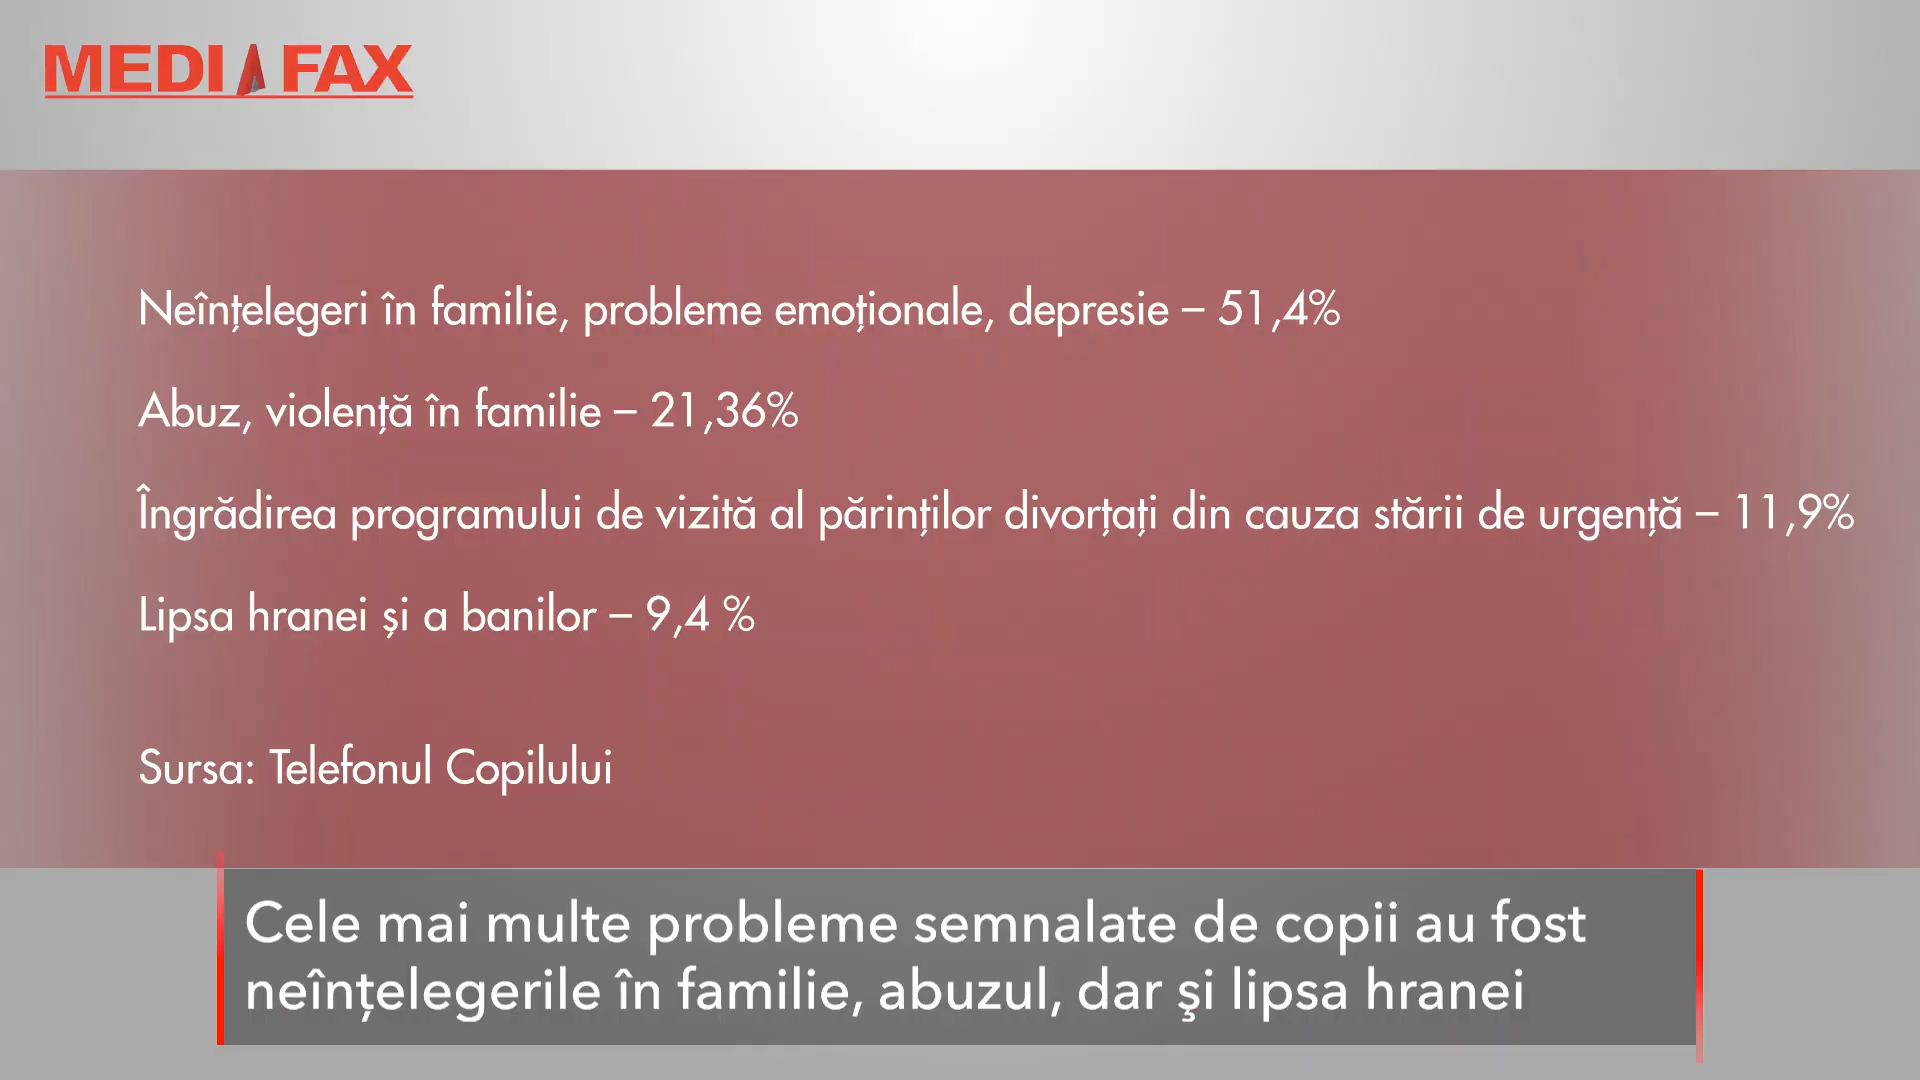 MEDIAFAX
Neînțelegeri în familie, probleme emoționale, depresie – 51,4%
Abuz, violență în familie – 21,36%
Îngrădirea programului de vizită al părinților divorțați din cauza stării de urgență – 11,9%
Lipsa hranei și a banilor – 9,4 %
Sursa: Telefonul Copilului
Cele mai multe probleme semnalate de copii au fost
neînțelegerile în familie, abuzul, dar şi lipsa hranei